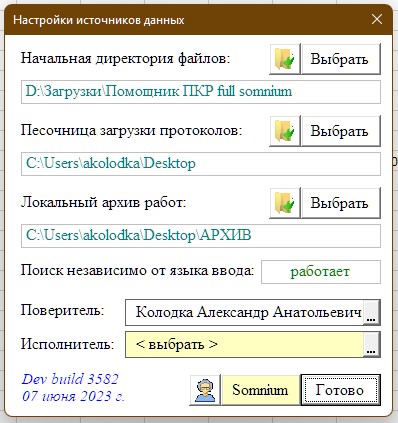 Настройки источников данных
Начальная директория файлов:
Выбрать
D:\Загрузки\Помощник ПКР full somnium
Песочница загрузки протоколов:
Выбрать
C:\Users\akolodka\Desktop
Локальный архив работ:
Выбрать
C:\Users\akolodka\Desktop\АРХИВ
Поиск независимо от языка ввода:
работает
Поверитель:
Колодка Александр Анатольевич
...
Исполнитель:
< выбрать >
...
Dev build 3582
07 июня 2023 г.
Somnium
Готово